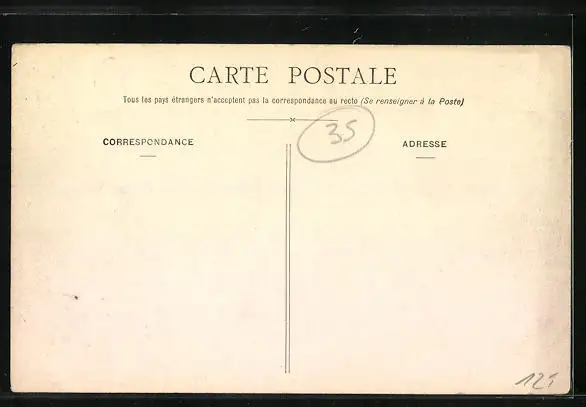 CARTE POSTALE
Tous les pays étrangers n'acceptent pas la correspondance au recto (Se renseigner à la Poste)
35
CORRESPONDANCE
ADRESSE